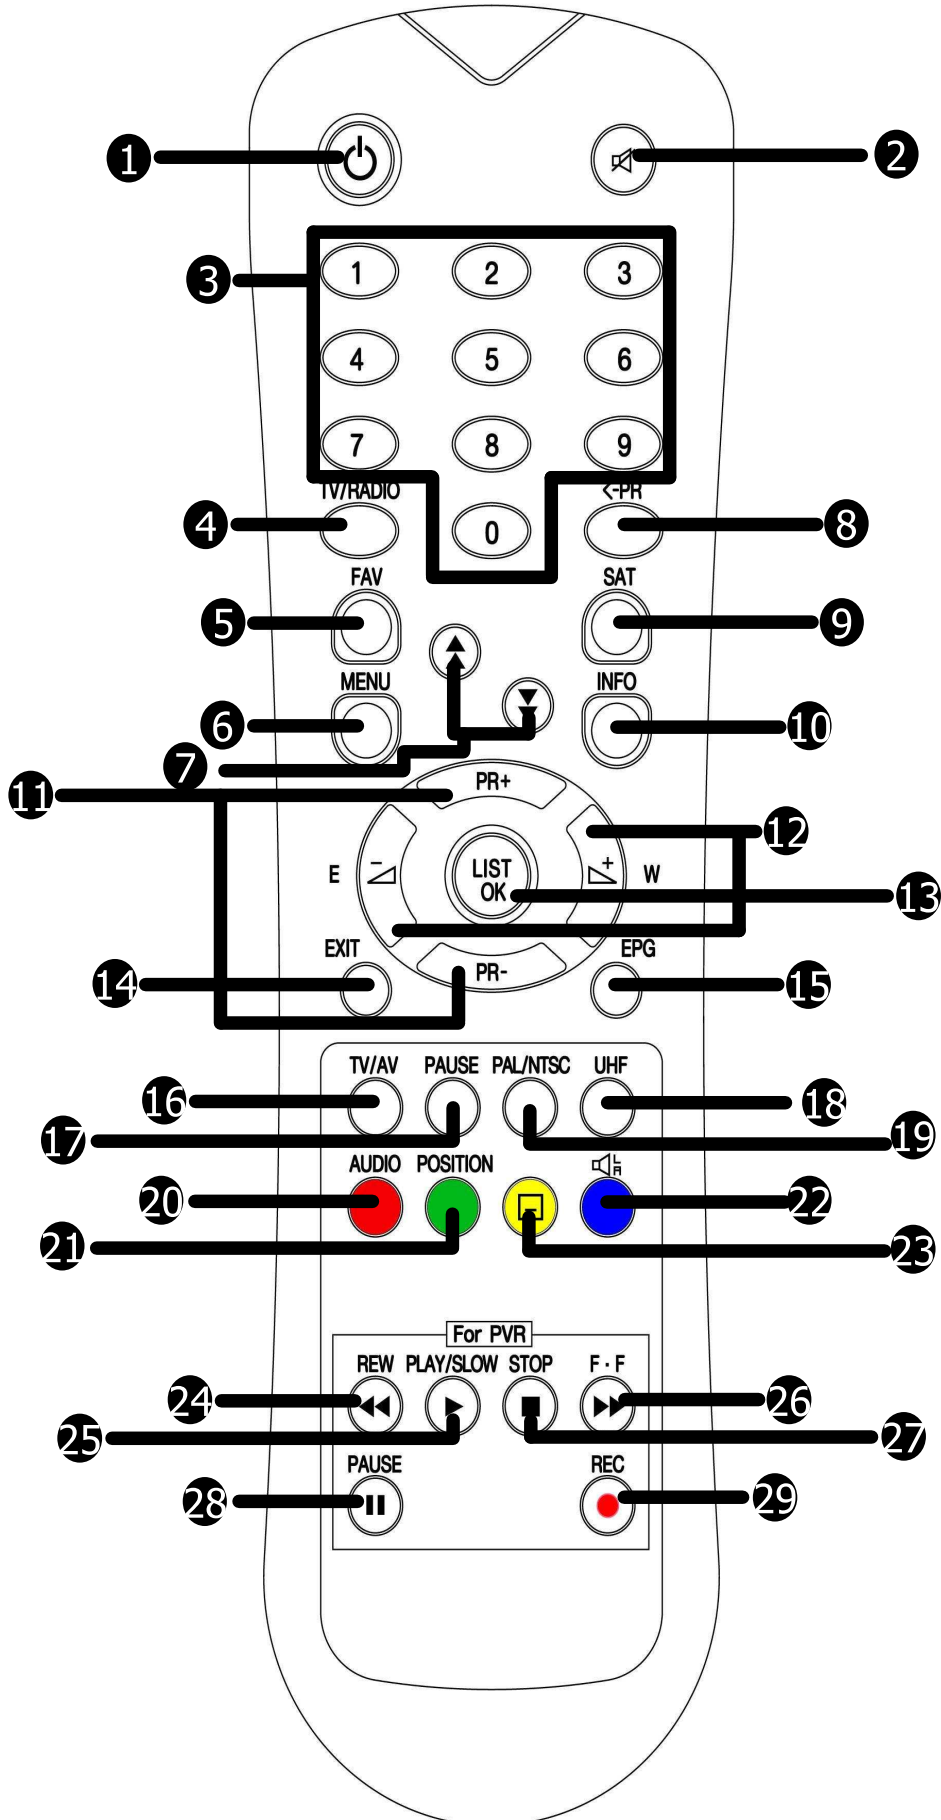 1 2
3 1 2 3
4 5 6
7 8 9
TV/RADIO <-PR
4 0 8
FAV SAT
5 9
MENU INFO
6 10
7
11 PR+
12
E - LIST + W
OK 13
EXIT PR- EPG
14 15
TV/AV PAUSE PAL/NTSC UHF
16 18
17 19
AUDIO POSITION L
R
20 22
21 23
For PVR
REW PLAY/SLOW STOP F · F
24 26
25 27
PAUSE REC
28 29